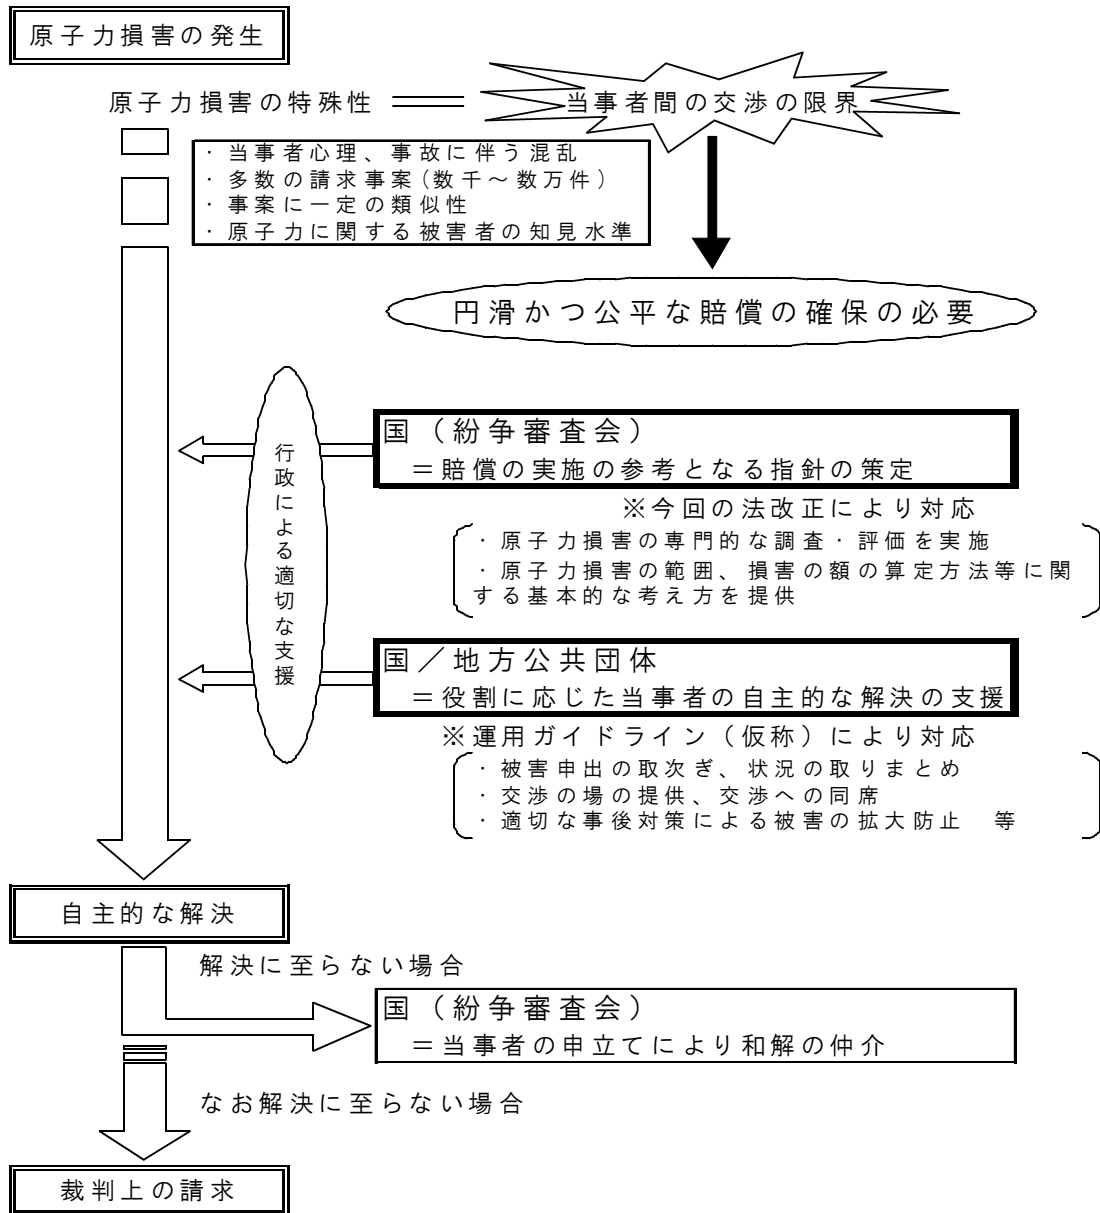 原子力損害の発生
原子力損害の特殊性
当事者間の交渉の限界
・当事者心理、事故に伴う混乱
・多数の請求事案(数千～数万件)
・事案に一定の類似性
・原子力に関する被害者の知見水準
円滑かつ公平な賠償の確保の必要
行政による適切な支援
国（紛争審査会）
＝賠償の実施の参考となる指針の策定
※今回の法改正により対応
・原子力損害の専門的な調査・評価を実施
・原子力損害の範囲、損害の額の算定方法等に関
する基本的な考え方を提供
国／地方公共団体
＝役割に応じた当事者の自主的な解決の支援
※運用ガイドライン（仮称）により対応
・被害申出の取次ぎ、状況の取りまとめ
・交渉の場の提供、交渉への同席
・適切な事後対策による被害の拡大防止　等
自主的な解決
解決に至らない場合
国（紛争審査会）
＝当事者の申立てにより和解の仲介
なお解決に至らない場合
裁判上の請求